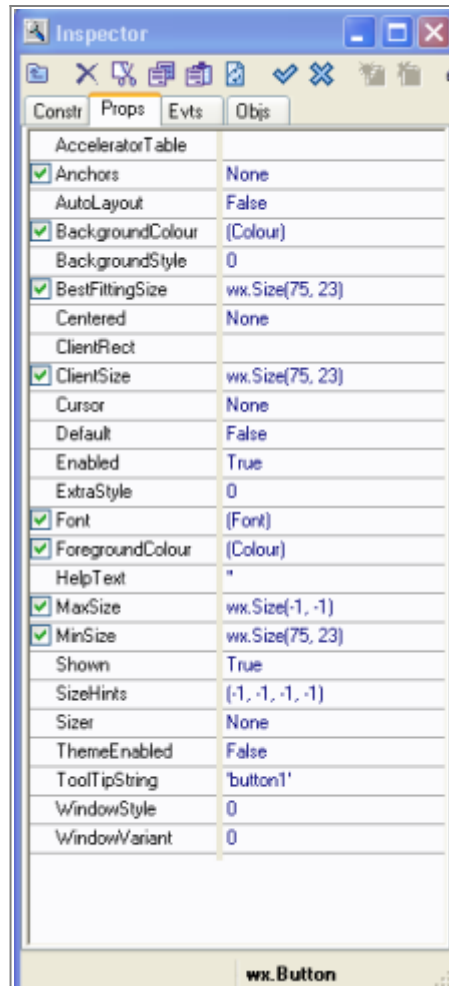 Inspector
Constr Props Evts Objs
AcceleratorTable
Anchors None
AutoLayout False
BackgroundColour (Colour)
BackgroundStyle 0
BestFittingSize wx.Size(75, 23)
Centered None
ClientRect
ClientSize wx.Size(75, 23)
Cursor None
Default False
Enabled True
ExtraStyle 0
Font (Font)
ForegroundColour (Colour)
HelpText ''
MaxSize wx.Size(-1, -1)
MinSize wx.Size(75, 23)
Shown True
SizeHints (-1, -1, -1, -1)
Sizer None
ThemeEnabled False
ToolTipString 'button1'
WindowStyle 0
WindowVariant 0
wx.Button